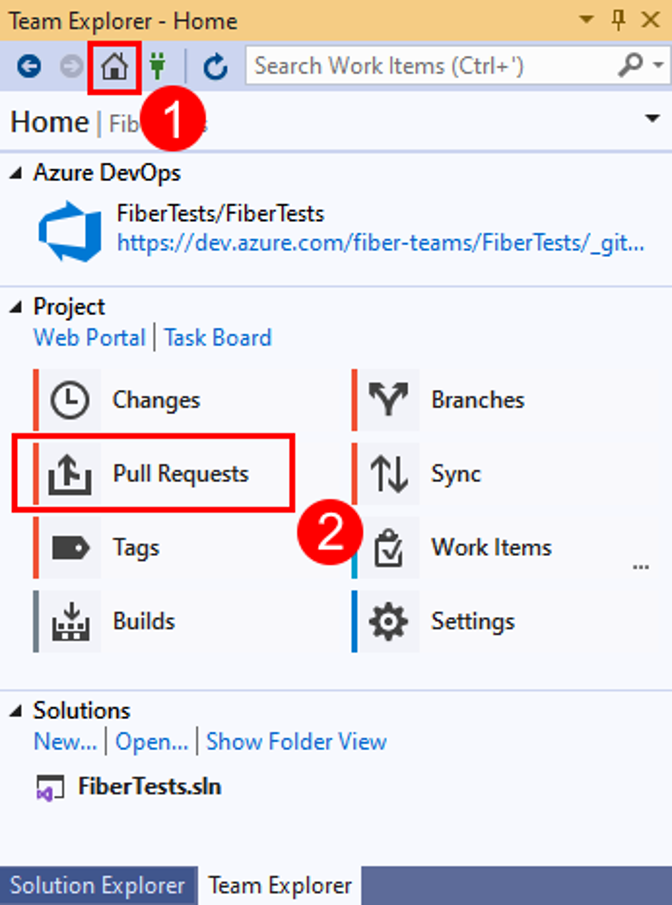 Team Explorer - Home
Search Work Items (Ctrl+')
1
Home
Azure DevOps
FiberTests/FiberTests
https://dev.azure.com/fiber-teams/FiberTests/_git...
Project
Web Portal | Task Board
Changes
Branches
Pull Requests
Sync
2
Tags
Work Items
...
Builds
Settings
Solutions
New... | Open... | Show Folder View
FiberTests.sln
Solution Explorer
Team Explorer